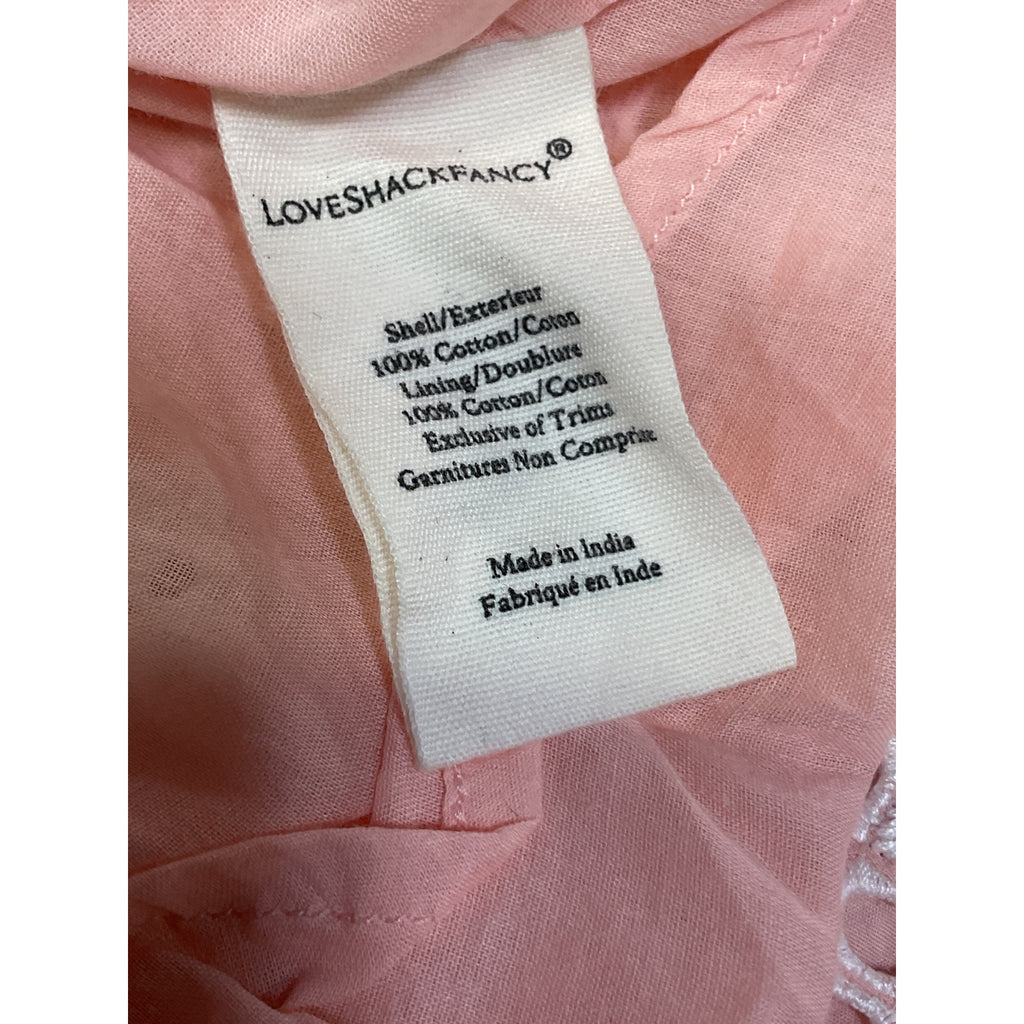 LOVESHACKFANCY®
Shell/Exterieur
100% Cotton/Coton
Lining/Doublure
100% Cotton/Coton
Exclusive of Trims
Garnitures Non Comprise
Made in India
Fabriqué en Inde